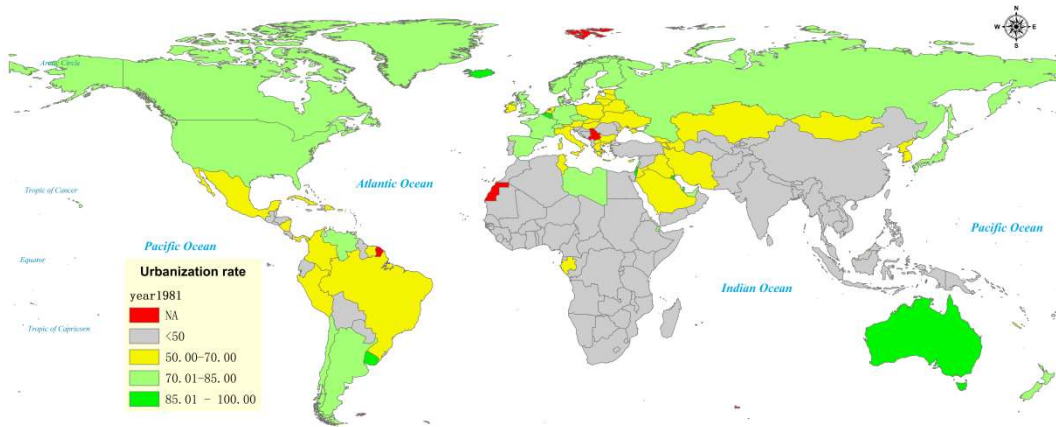 N
W E
S
Arctic Circle
Tropic of Cancer
Atlantic Ocean
Pacific Ocean
Pacific Ocean
Equator
Indian Ocean
Tropic of Capricorn
Urbanization rate
year1981
NA
<50
50.00-70.00
70.01-85.00
85.01 - 100.00